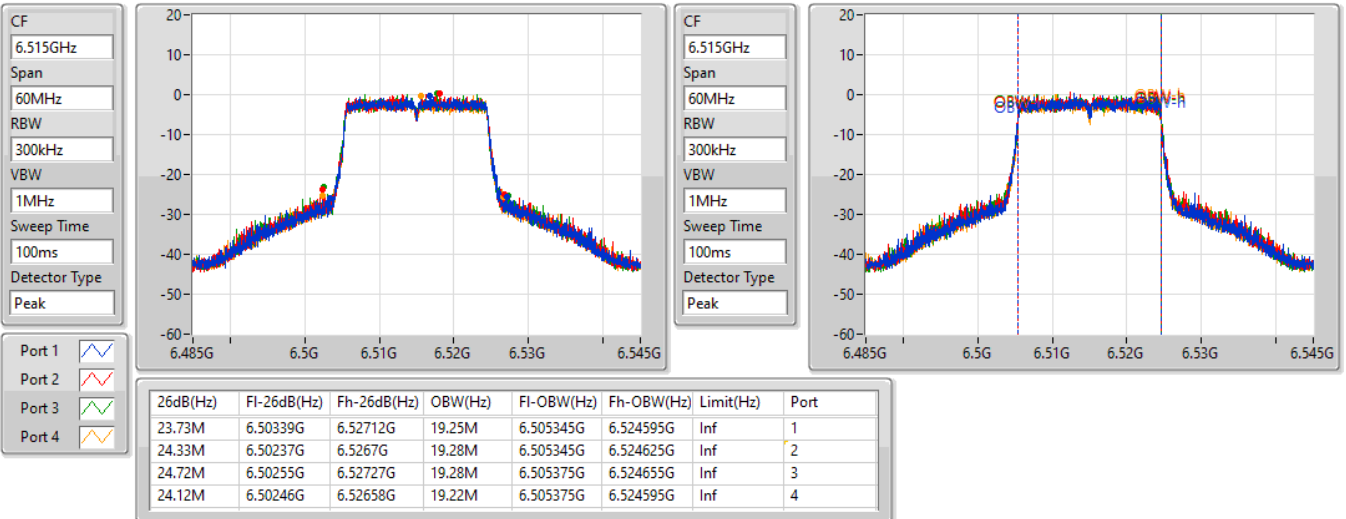 CF
6.515GHz
Span
60MHz
RBW
300kHz
VBW
1MHz
Sweep Time
100ms
Detector Type
Peak
Port 1
Port 2
Port 3
Port 4
20
10
0
-10
-20
-30
-40
-50
-60
6.485G 6.5G 6.51G 6.52G 6.53G 6.545G
CF
6.515GHz
Span
60MHz
RBW
300kHz
VBW
1MHz
Sweep Time
100ms
Detector Type
Peak
20
10
0
-10
-20
-30
-40
-50
-60
OBW-h
6.485G 6.5G 6.51G 6.52G 6.53G 6.545G
26dB(Hz) Fl-26dB(Hz) Fh-26dB(Hz) OBW(Hz) Fl-OBW(Hz) Fh-OBW(Hz) Limit(Hz) Port
23.73M 6.50339G 6.52712G 19.25M 6.505345G 6.524595G Inf 1
24.33M 6.50237G 6.5267G 19.28M 6.505345G 6.524625G Inf 2
24.72M 6.50255G 6.52727G 19.28M 6.505375G 6.524655G Inf 3
24.12M 6.50246G 6.52658G 19.22M 6.505375G 6.524595G Inf 4